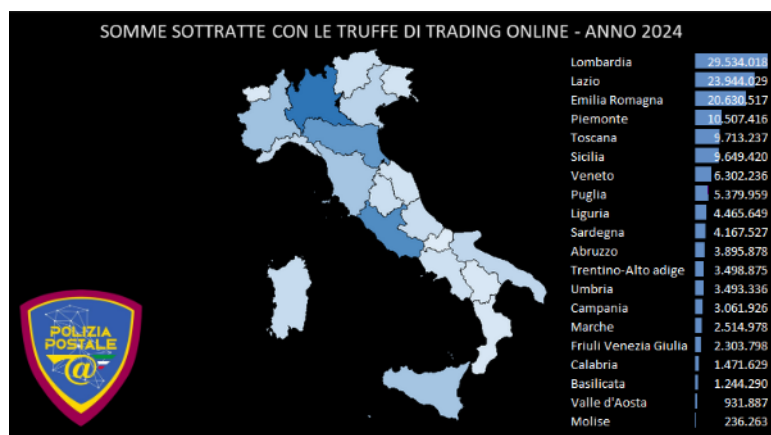 SOMME SOTTRATTE CON LE TRUFFE DI TRADING ONLINE - ANNO 2024
Lombardia 29.534.018
Lazio 23.944.029
Emilia Romagna 20.630.517
Piemonte 10.507.416
Toscana 9.713.237
Sicilia 9.649.420
Veneto 6.302.236
Puglia 5.379.959
Liguria 4.465.649
Sardegna 4.167.527
Abruzzo 3.895.878
Trentino-Alto adige 3.498.875
Umbria 3.493.336
Campania 3.061.926
Marche 2.514.978
Friuli Venezia Giulia 2.303.798
Calabria 1.471.629
Basilicata 1.244.290
Valle d'Aosta 931.887
Molise 236.263
POLIZIA
POSTALE
@